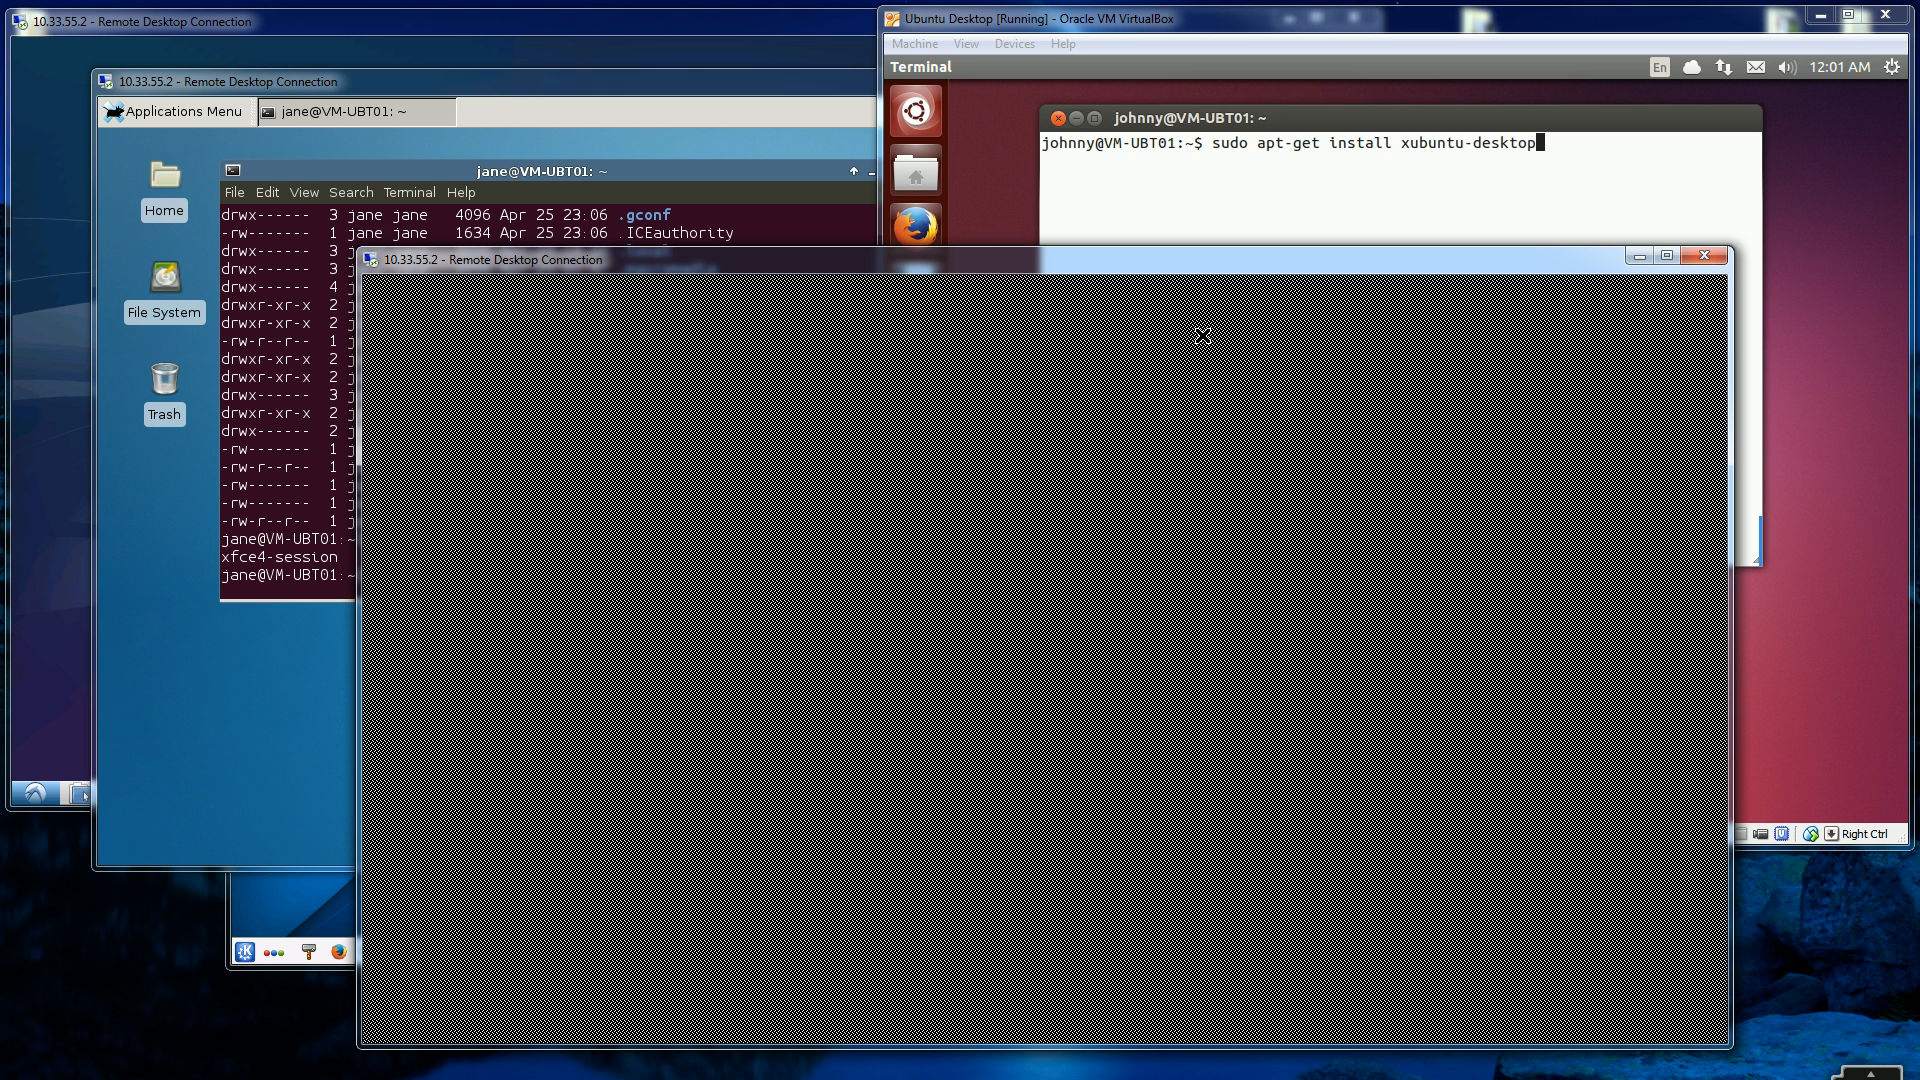 10.33.55.2 - Remote Desktop Connection
Ubuntu Desktop [Running] - Oracle VM VirtualBox
Machine View Devices Help
Terminal
En
12:01 AM
10.33.55.2 - Remote Desktop Connection
Applications Menu
jane@VM-UBT01: ~
johnny@VM-UBT01: ~
johnny@VM-UBT01:~$ sudo apt-get install xubuntu-desktop
Home
File System
Trash
jane@VM-UBT01: ~
File Edit View Search Terminal Help
drwx------ 3 jane jane 4096 Apr 25 23:06 .gconf
-rw------- 1 jane jane 1634 Apr 25 23:06 .ICEauthority
drwx------ 3 j
drwx------ 3 j
drwx------ 4 j
drwxr-xr-x 2 j
drwxr-xr-x 2 j
-rw-r--r-- 1 j
drwxr-xr-x 2 j
drwxr-xr-x 2 j
drwx------ 3 j
drwxr-xr-x 2 j
drwx------ 2 j
-rw------- 1 j
-rw-r--r-- 1 j
-rw------- 1 j
-rw------- 1 j
-rw-r--r-- 1 j
jane@VM-UBT01:~
xfce4-session
jane@VM-UBT01:~
10.33.55.2 - Remote Desktop Connection
Right Ctrl